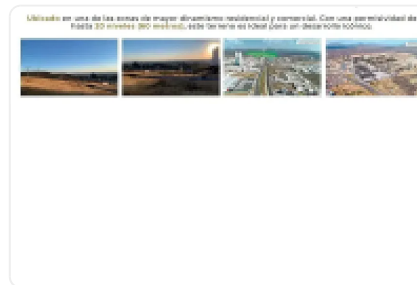 Ubicado en una de las zonas de mayor dinamismo residencial y comercial. Con una permisividad de
hasta 20 niveles (80 metros), este terreno es ideal para un desarrollo icónico.